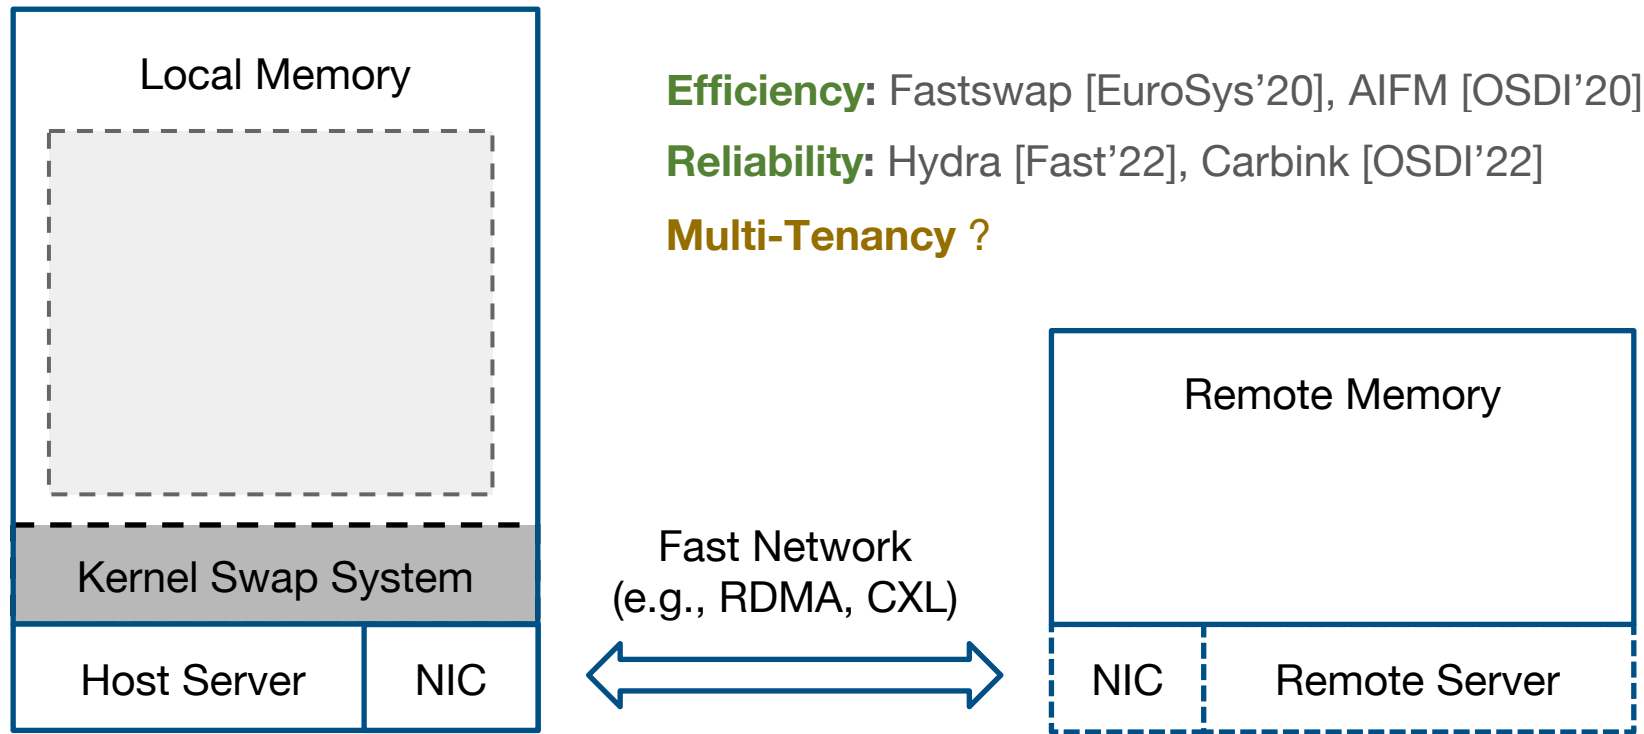 Local Memory
Efficiency: Fastswap [EuroSys’20], AIFM [OSDI’20]
Reliability: Hydra [Fast’22], Carbink [OSDI’22]
Multi-Tenancy ?
Remote Memory
Kernel Swap System
Fast Network
(e.g., RDMA, CXL)
Host Server
NIC
NIC
Remote Server